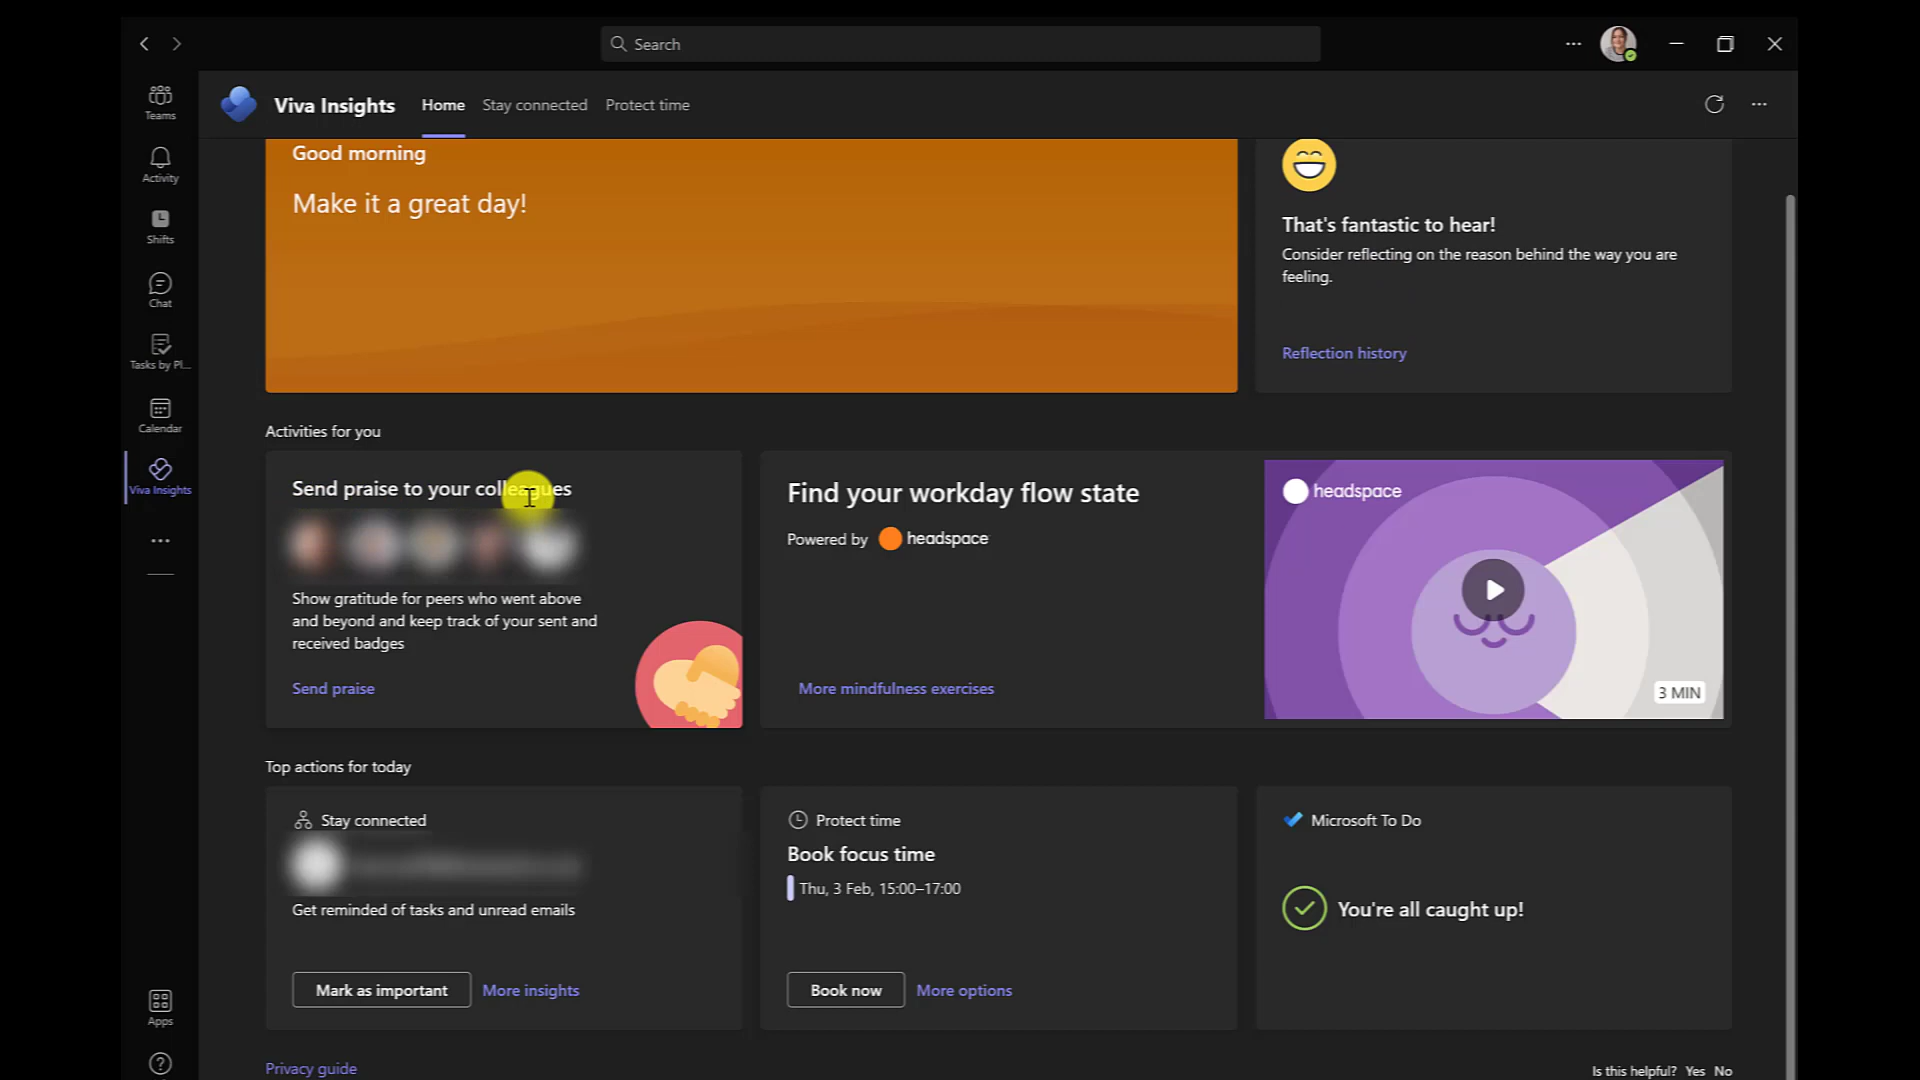 Search
Teams
Activity
Shifts
Chat
Tasks by Pl...
Calendar
Viva Insights
Apps
Viva Insights
Home
Stay connected
Protect time
Good morning
Make it a great day!
That's fantastic to hear!
Consider reflecting on the reason behind the way you are
feeling.
Reflection history
Activities for you
Send praise to your colleagues
Show gratitude for peers who went above
and beyond and keep track of your sent and
received badges
Send praise
Find your workday flow state
Powered by headspace
More mindfulness exercises
headspace
3 MIN
Top actions for today
Stay connected
Get reminded of tasks and unread emails
Mark as important
More insights
Protect time
Book focus time
Thu, 3 Feb, 15:00–17:00
Book now
More options
Microsoft To Do
You're all caught up!
Privacy guide
Is this helpful? Yes No